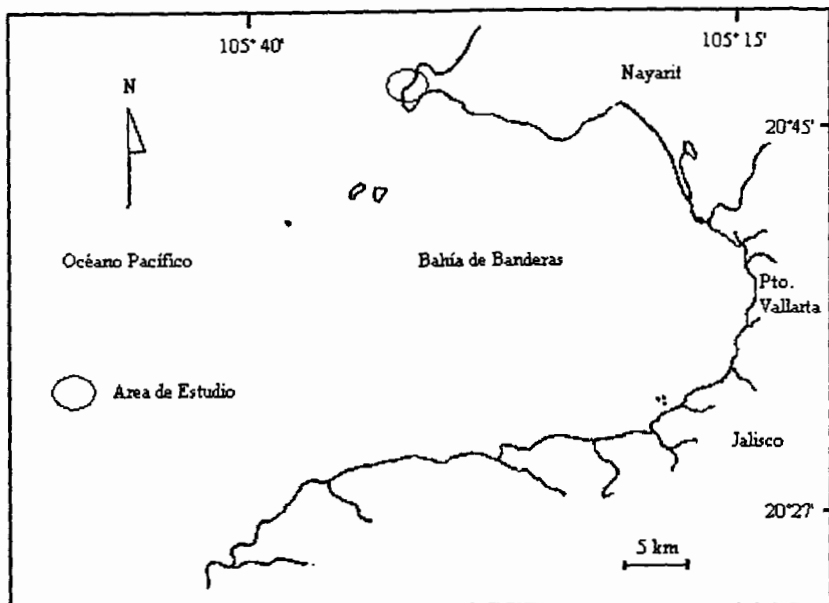 105° 40'
105° 15'
N
Nayarit
20°45'
Océano Pacífico
Bahía de Banderas
Pto.
Vallarta
Area de Estudio
Jalisco
20°27'
5 km